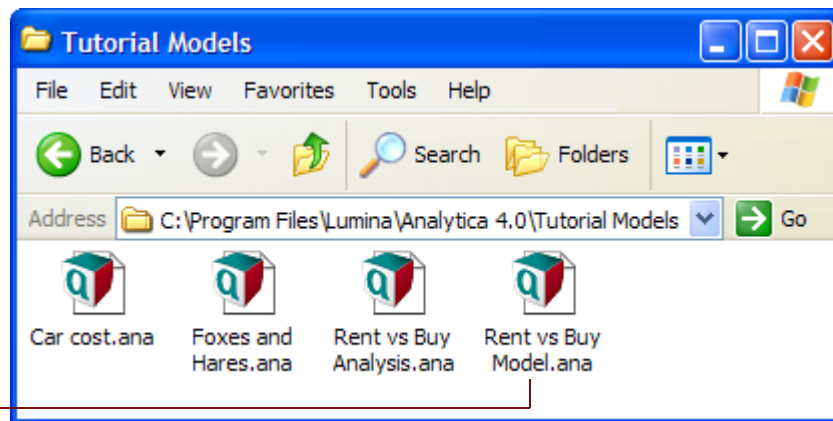 Tutorial Models
File Edit View Favorites Tools Help
Back Search Folders
Address C:\Program Files\Lumina\Analytica 4.0\Tutorial Models Go
Car cost.ana
Foxes and
Hares.ana
Rent vs Buy
Analysis.ana
Rent vs Buy
Model.ana